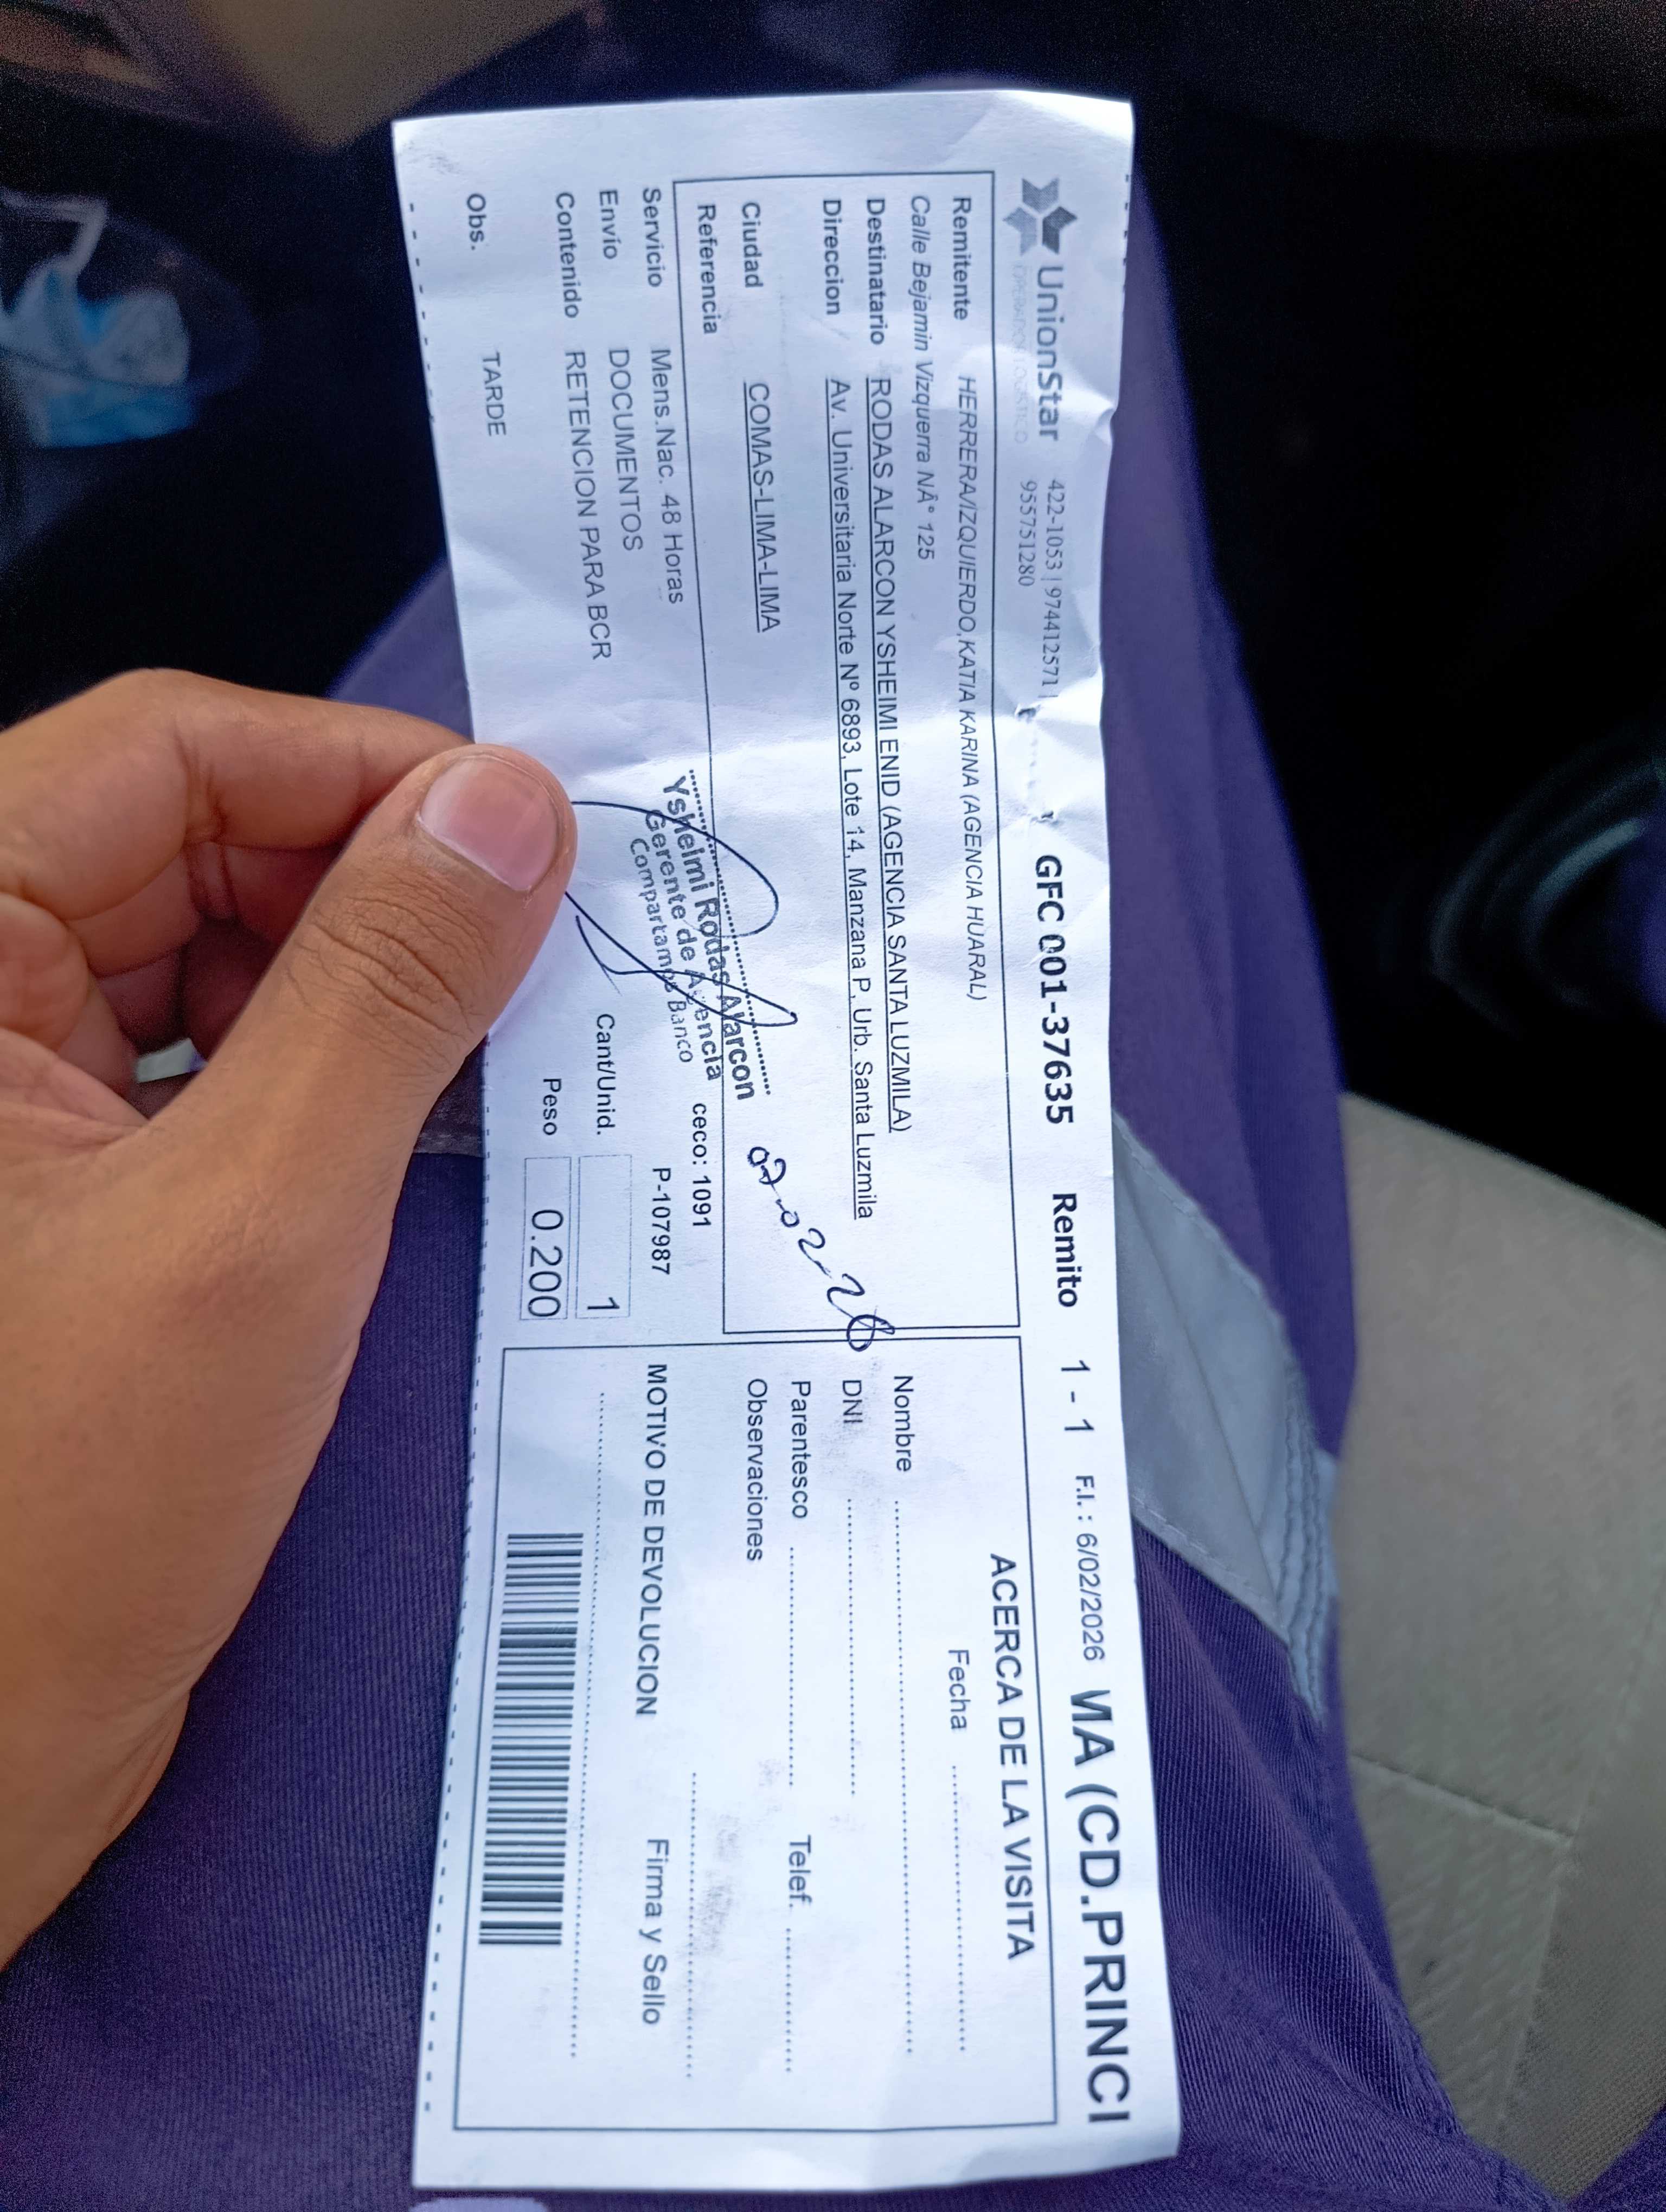 UnionStar 422-1053 | 974412571 | GFC 001-37635 Remito 1 - 1 F.I. : 6/02/2026 MA (CD.PRINCI
OPERADOR LOGISTICO 955751280
Remitente HERRERA/IZQUIERDO,KATIA KARINA (AGENCIA HUARAL)
Calle Bejamin Vizquerra NÂ° 125
Destinatario RODAS ALARCON YSHEIMI ENID (AGENCIA SANTA LUZMILA)
Direccion Av. Universitaria Norte Nº 6893, Lote 14, Manzana P, Urb. Santa Luzmila
Ciudad COMAS-LIMA-LIMA
Referencia
ceco: 1091
Servicio Mens.Nac. 48 Horas P-107987
Envío DOCUMENTOS Cant/Unid. 1
Contenido RETENCION PARA BCR Peso 0.200
Obs. TARDE
Ysheimi Rodas Alarcon
Gerente de Agencia
Compartamos Banco
ACERCA DE LA VISITA
Fecha
Nombre
DNI
Parentesco Telef.
Observaciones
MOTIVO DE DEVOLUCION Firma y Sello